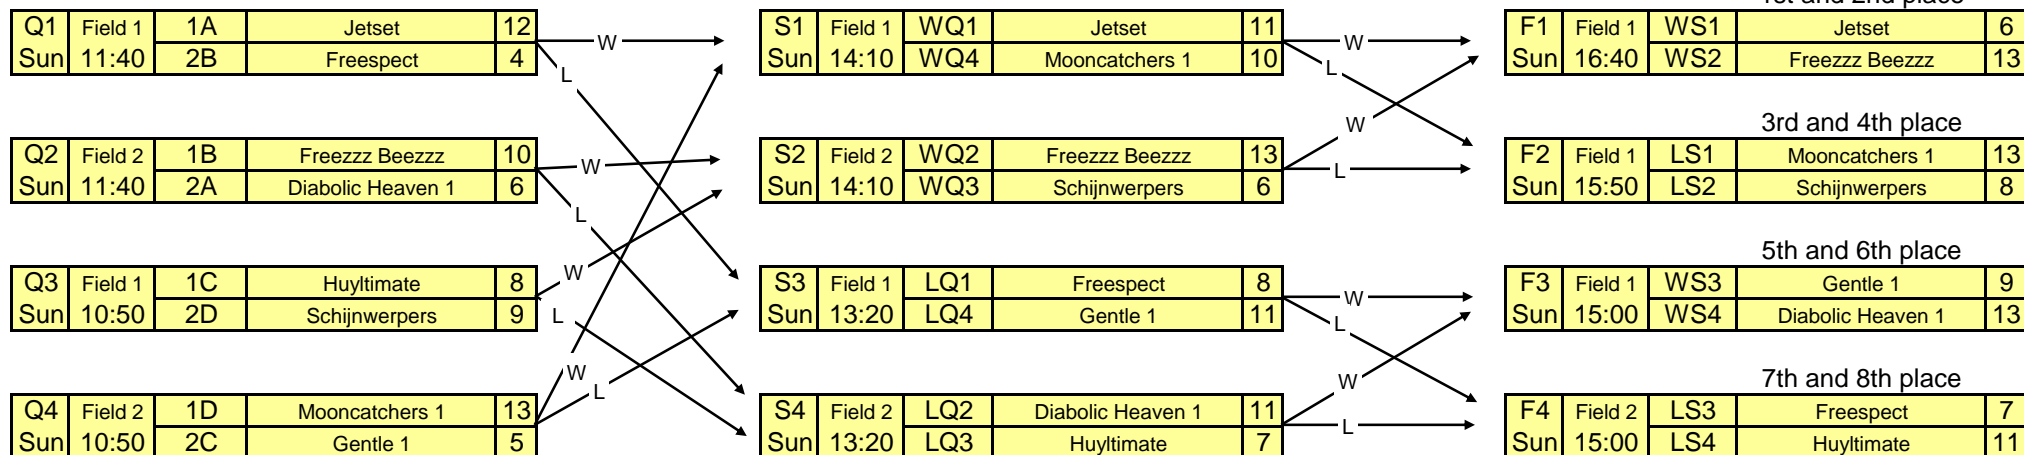 1st and 2nd place
Q1 Field 1 1A Jetset 12
Sun 11:40 2B Freespect 4
W
L
S1 Field 1 WQ1 Jetset 11
Sun 14:10 WQ4 Mooncatchers 1 10
W
L
F1 Field 1 WS1 Jetset 6
Sun 16:40 WS2 Freezzz Beezzz 13
3rd and 4th place
Q2 Field 2 1B Freezzz Beezzz 10
Sun 11:40 2A Diabolic Heaven 1 6
W
L
S2 Field 2 WQ2 Freezzz Beezzz 13
Sun 14:10 WQ3 Schijnwerpers 6
W
L
F2 Field 1 LS1 Mooncatchers 1 13
Sun 15:50 LS2 Schijnwerpers 8
5th and 6th place
Q3 Field 1 1C Huyltimate 8
Sun 10:50 2D Schijnwerpers 9
W
L
S3 Field 1 LQ1 Freespect 8
Sun 13:20 LQ4 Gentle 1 11
W
L
F3 Field 1 WS3 Gentle 1 9
Sun 15:00 WS4 Diabolic Heaven 1 13
7th and 8th place
Q4 Field 2 1D Mooncatchers 1 13
Sun 10:50 2C Gentle 1 5
W
L
S4 Field 2 LQ2 Diabolic Heaven 1 11
Sun 13:20 LQ3 Huyltimate 7
W
L
F4 Field 2 LS3 Freespect 7
Sun 15:00 LS4 Huyltimate 11